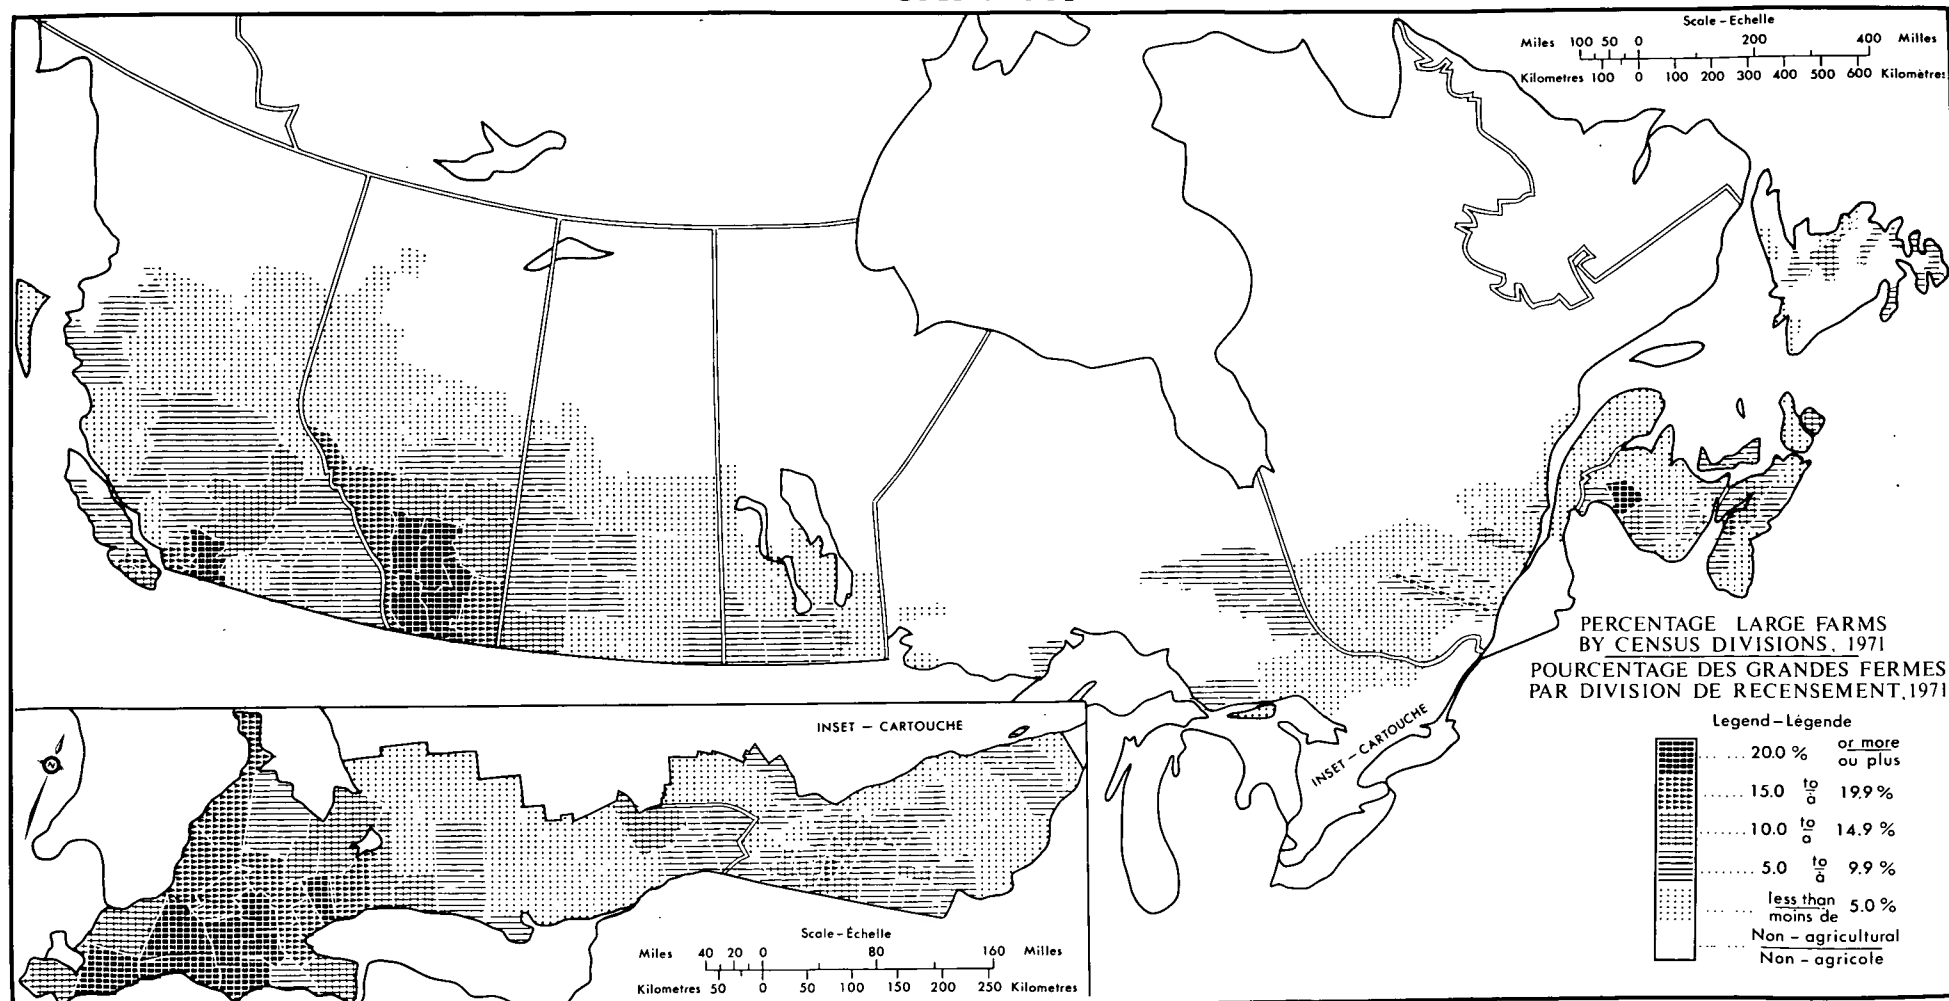 Scale – Echelle
Miles 100 50 0 200 400 Milles
Kilometres 100 0 100 200 300 400 500 600 Kilomètres
PERCENTAGE LARGE FARMS
BY CENSUS DIVISIONS, 1971
POURCENTAGE DES GRANDES FERMES
PAR DIVISION DE RECENSEMENT, 1971
Legend – Légende
20.0 % or more
ou plus
15.0 to
à 19.9 %
10.0 to
à 14.9 %
5.0 to
à 9.9 %
less than
moins de 5.0 %
Non – agricultural
Non – agricole
INSET – CARTOUCHE
INSET – CARTOUCHE
N
Scale – Échelle
Miles 40 20 0 80 160 Milles
Kilometres 50 0 50 100 150 200 250 Kilomètres